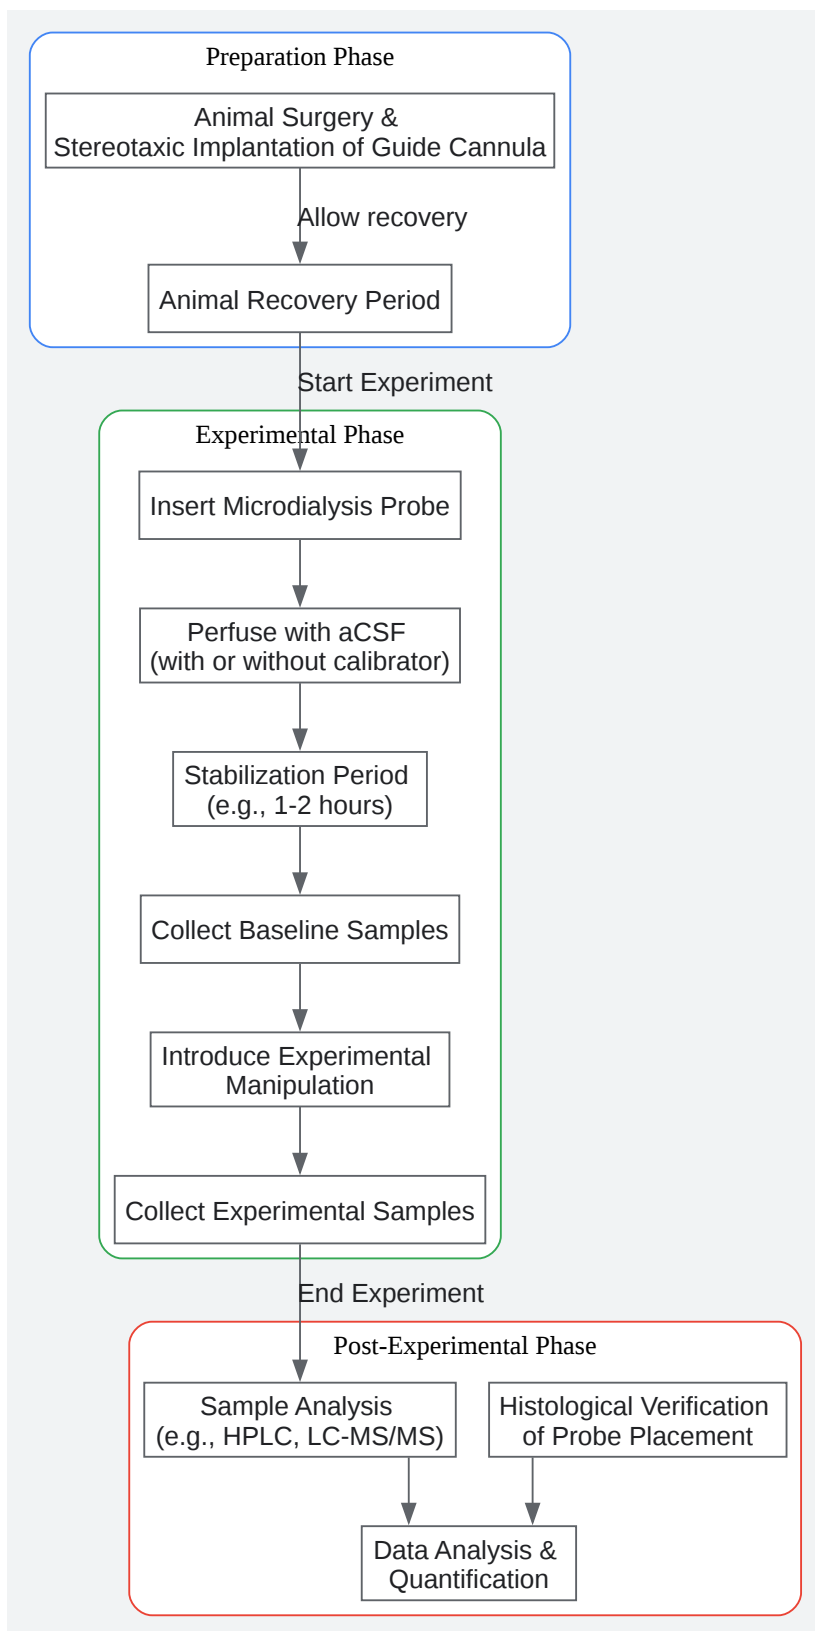 Preparation Phase
Animal Surgery &
Stereotaxic Implantation of Guide Cannula
Allow recovery
Animal Recovery Period
Start Experiment
Experimental Phase
Insert Microdialysis Probe
Perfuse with aCSF
(with or without calibrator)
Stabilization Period
(e.g., 1-2 hours)
Collect Baseline Samples
Introduce Experimental
Manipulation
Collect Experimental Samples
End Experiment
Post-Experimental Phase
Sample Analysis
(e.g., HPLC, LC-MS/MS)
Histological Verification
of Probe Placement
Data Analysis &
Quantification